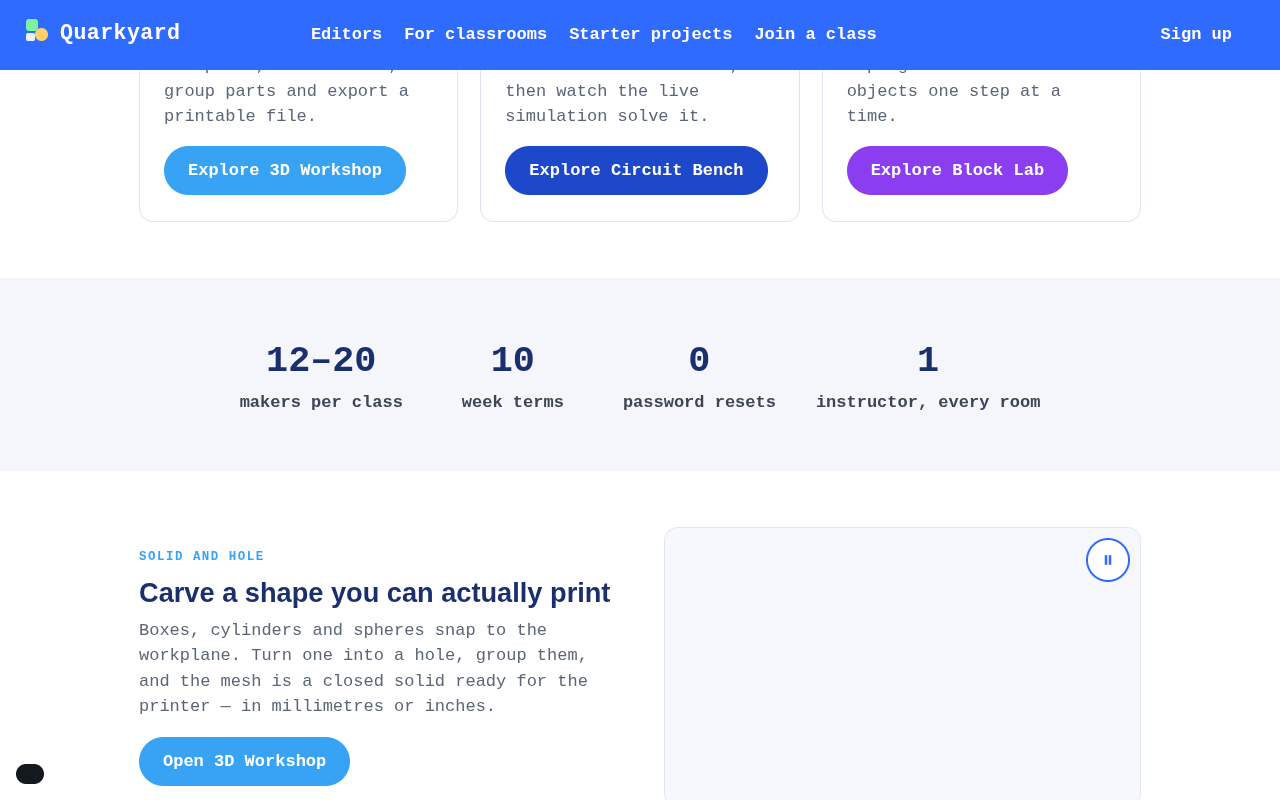 Quarkyard
Editors For classrooms Starter projects Join a class
Sign up
group parts and export a
printable file.
Explore 3D Workshop
then watch the live
simulation solve it.
Explore Circuit Bench
objects one step at a
time.
Explore Block Lab
12–20
makers per class
10
week terms
0
password resets
1
instructor, every room
SOLID AND HOLE
Carve a shape you can actually print
Boxes, cylinders and spheres snap to the
workplane. Turn one into a hole, group them,
and the mesh is a closed solid ready for the
printer — in millimetres or inches.
Open 3D Workshop